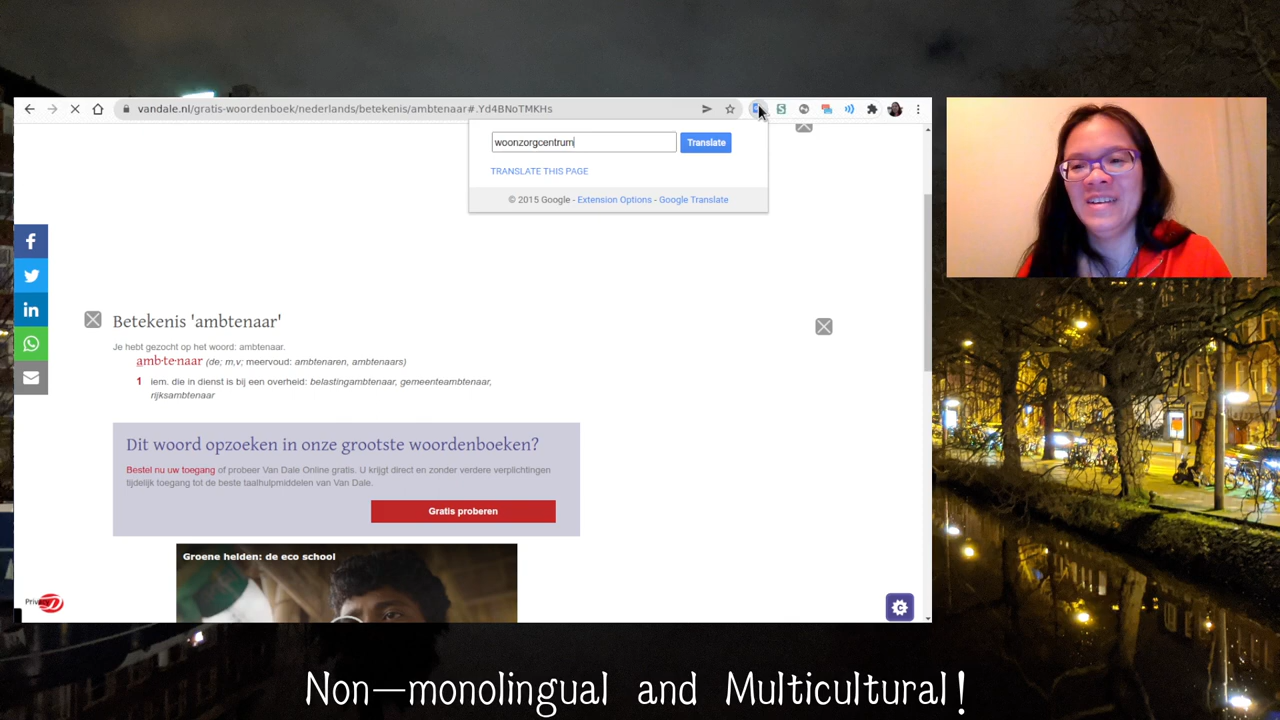 vandale.nl/gratis-woordenboek/nederlands/betekenis/ambtenaar#.Yd4BNoTMKHs
woonzorgcentrum
Translate
TRANSLATE THIS PAGE
© 2015 Google - Extension Options - Google Translate
Betekenis 'ambtenaar'
Je hebt gezocht op het woord: ambtenaar.
amb·te·naar (de; m,v; meervoud: ambtenaren, ambtenaars)
1 iem. die in dienst is bij een overheid: belastingambtenaar, gemeenteambtenaar,
rijksambtenaar
Dit woord opzoeken in onze grootste woordenboeken?
Bestel nu uw toegang of probeer Van Dale Online gratis. U krijgt direct en zonder verdere verplichtingen
tijdelijk toegang tot de beste taalhulpmiddelen van Van Dale.
Gratis proberen
Groene helden: de eco school
Non-monolingual and Multicultural!